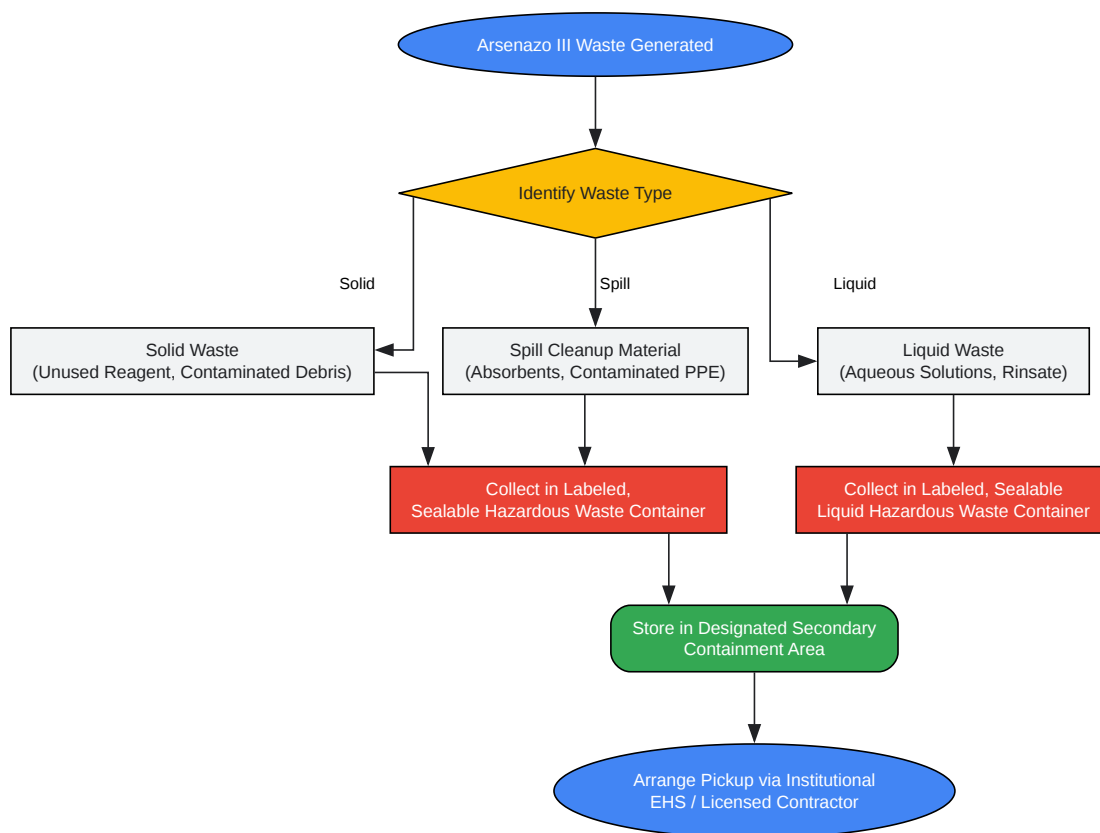 Arsenazo III Waste Generated
Identify Waste Type
Solid
Spill
Liquid
Solid Waste
(Unused Reagent, Contaminated Debris)
Spill Cleanup Material
(Absorbents, Contaminated PPE)
Liquid Waste
(Aqueous Solutions, Rinsate)
Collect in Labeled,
Sealable Hazardous Waste Container
Collect in Labeled, Sealable
Liquid Hazardous Waste Container
Store in Designated Secondary
Containment Area
Arrange Pickup via Institutional
EHS / Licensed Contractor